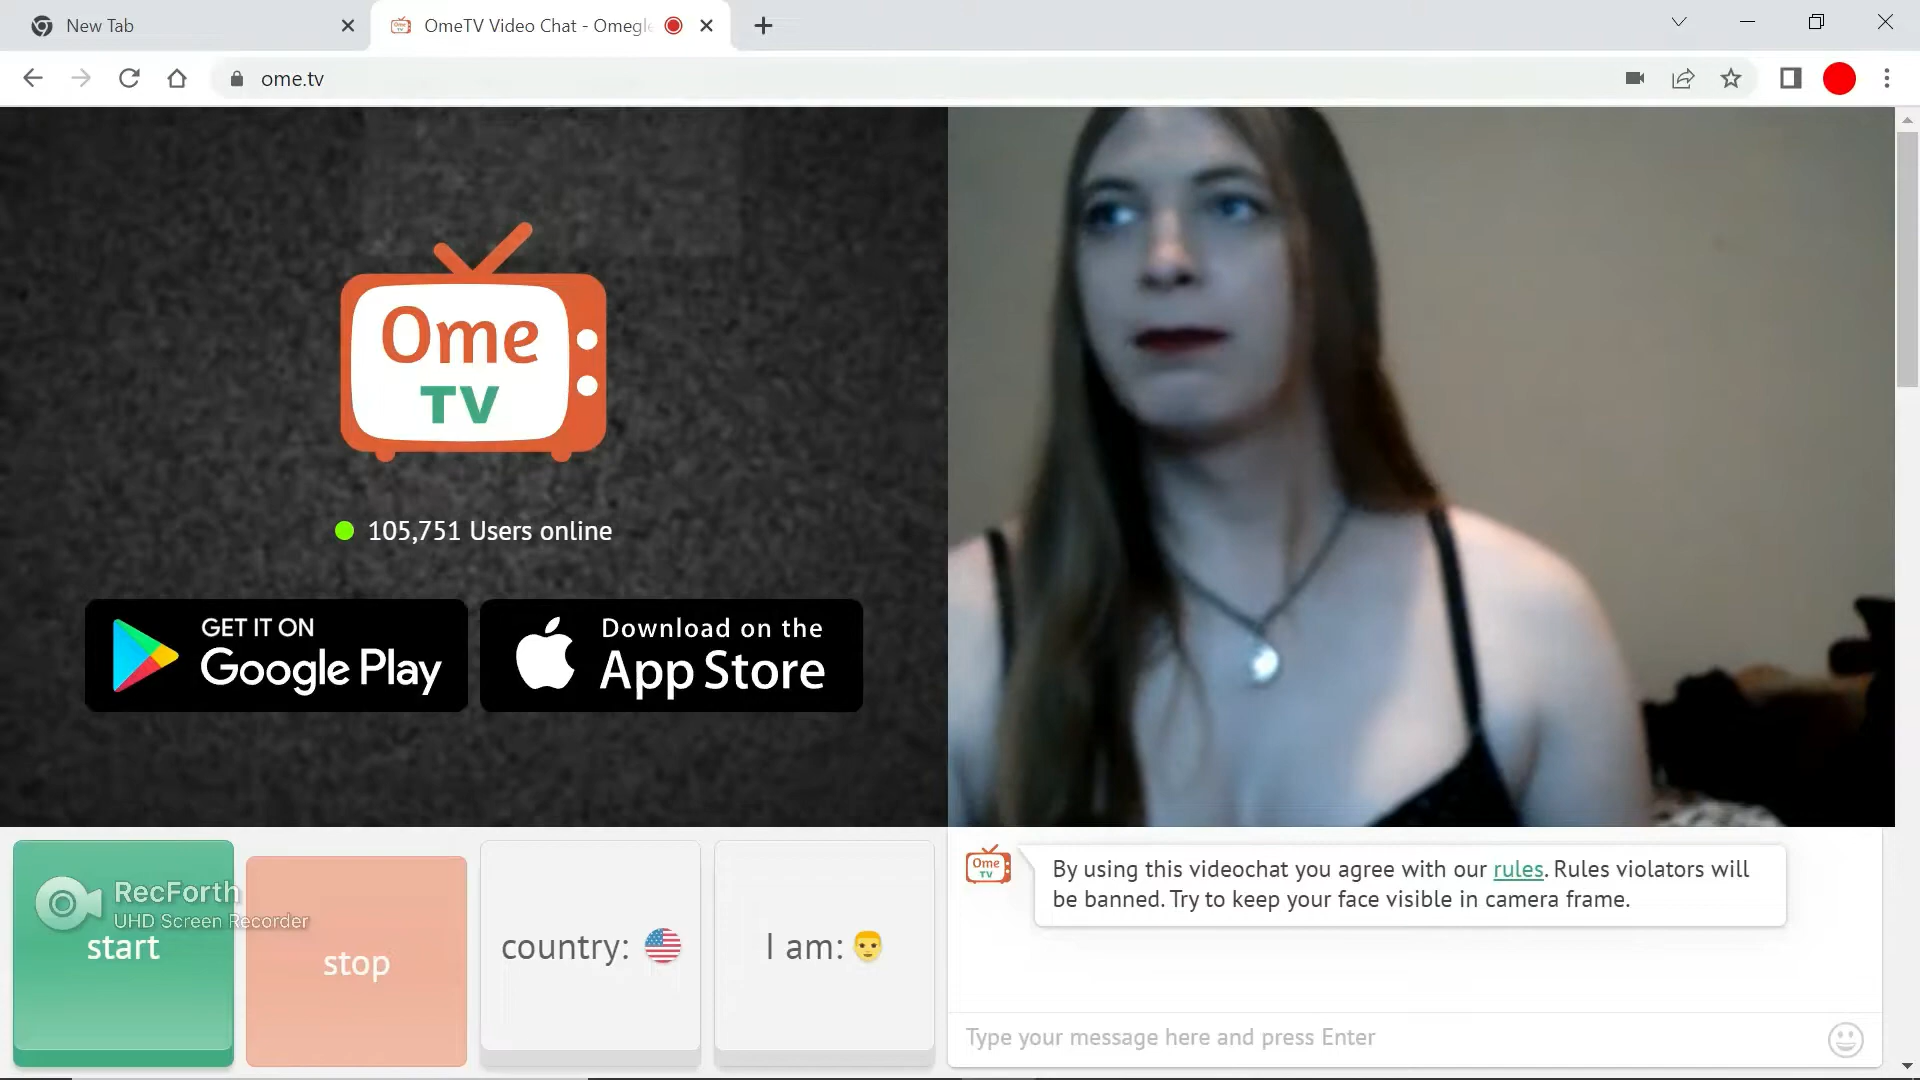 New Tab
OmeTV Video Chat - Omegle
ome.tv
Ome
TV
105,751 Users online
GET IT ON
Google Play
Download on the
App Store
RecForth
UHD Screen Recorder
start
stop
country:
I am:
Ome
TV
By using this videochat you agree with our rules. Rules violators will
be banned. Try to keep your face visible in camera frame.
Type your message here and press Enter